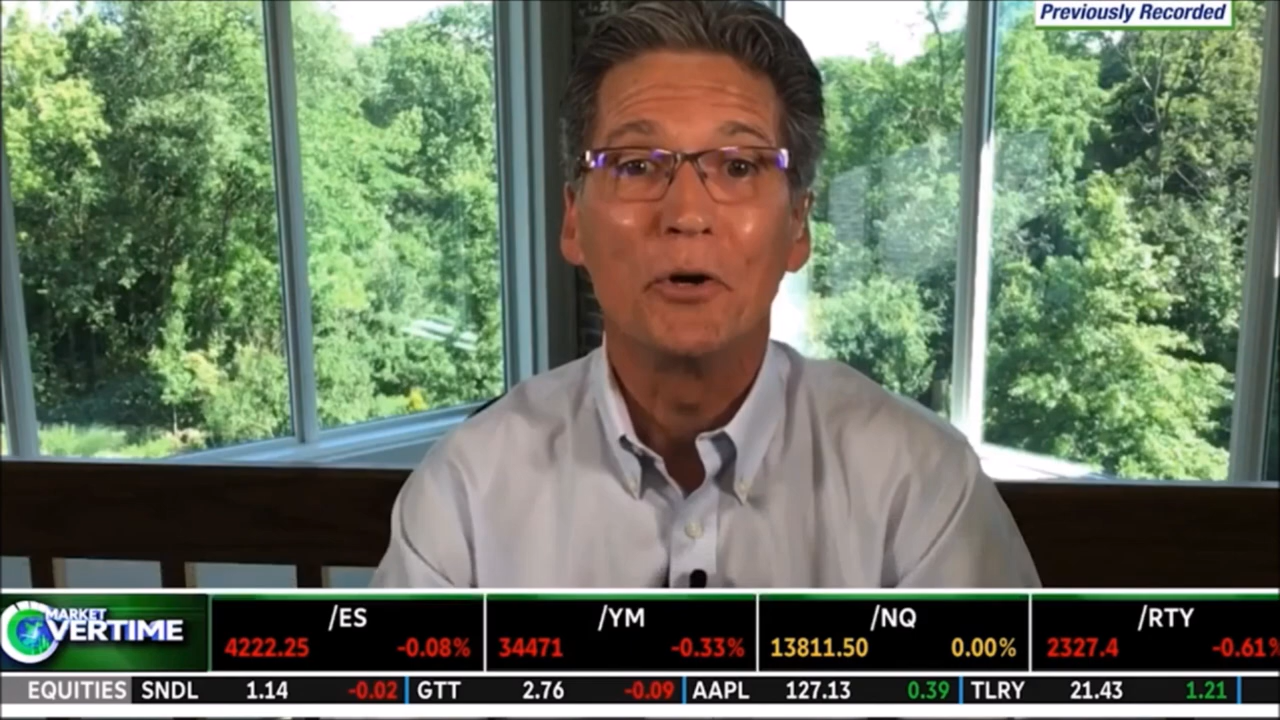 Previously Recorded
MARKET
VERTIME
/ES
4222.25 -0.08%
/YM
34471 -0.33%
/NQ
13811.50 0.00%
/RTY
2327.4 -0.61%
EQUITIES SNDL 1.14 -0.02 GTT 2.76 -0.09 AAPL 127.13 0.39 TLRY 21.43 1.21